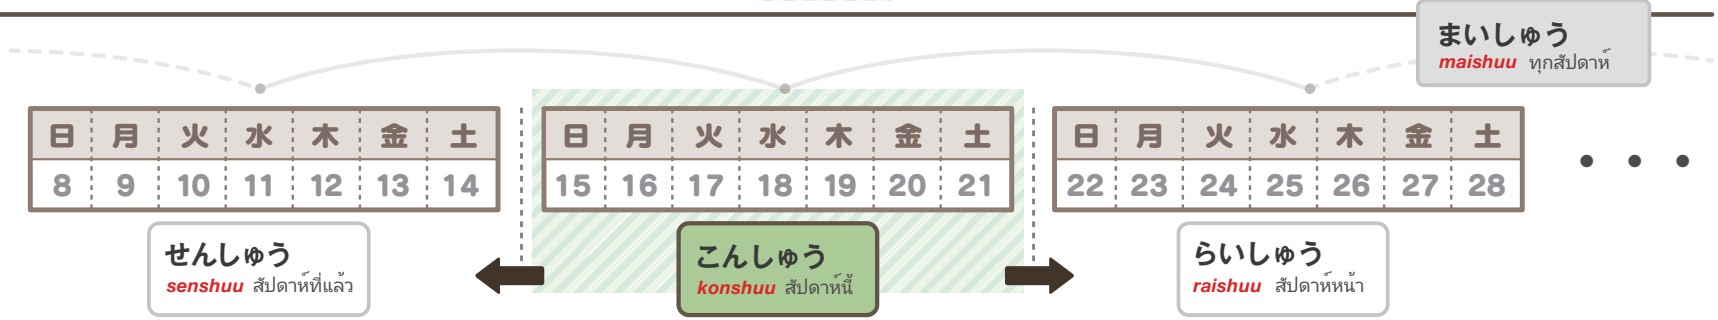 まいしゅう
maishuu ทุกสัปดาห์
日 月 火 水 木 金 土
8 9 10 11 12 13 14
日 月 火 水 木 金 土
15 16 17 18 19 20 21
日 月 火 水 木 金 土
22 23 24 25 26 27 28
せんしゅう
senshuu สัปดาห์ที่แล้ว
こんしゅう
konshuu สัปดาห์นี้
らいしゅう
raishuu สัปดาห์หน้า